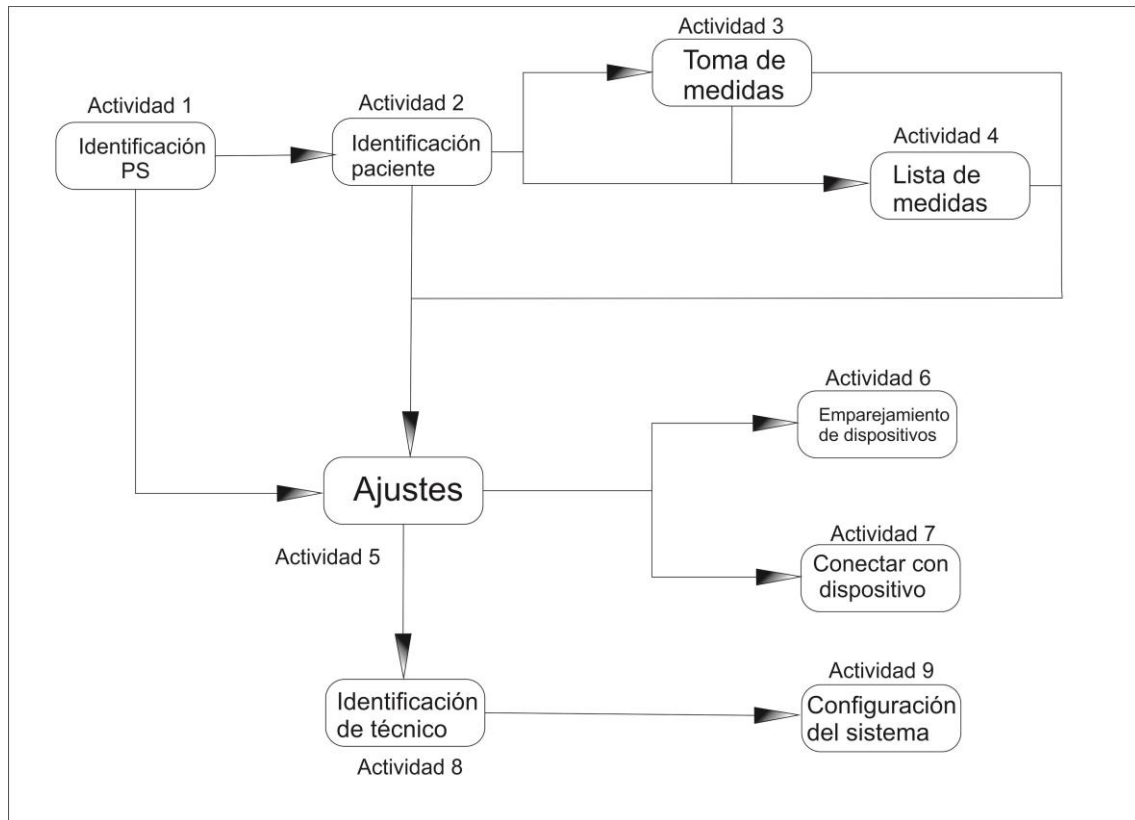 Actividad 1
Identificación
PS
Actividad 2
Identificación
paciente
Actividad 3
Toma de
medidas
Actividad 4
Lista de
medidas
Ajustes
Actividad 5
Actividad 6
Emparejamiento
de dispositivos
Actividad 7
Conectar con
dispositivo
Identificación
de técnico
Actividad 8
Actividad 9
Configuración
del sistema